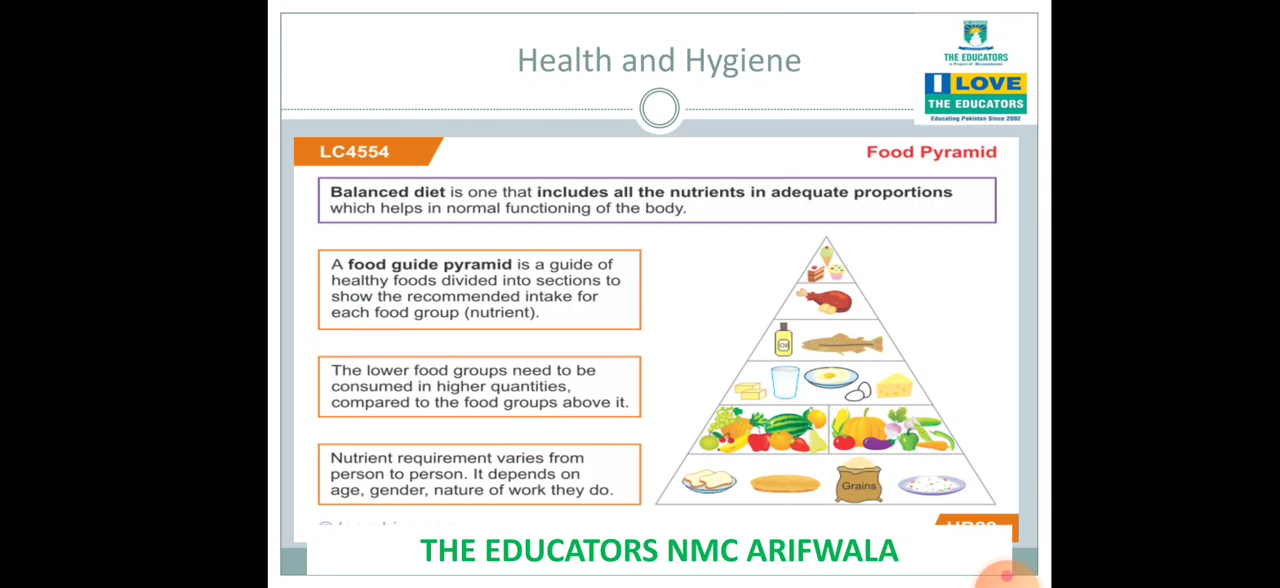 Health and Hygiene
THE EDUCATORS
I LOVE
THE EDUCATORS
Educating Pakistan Since 2002
LC4554
Food Pyramid
Balanced diet is one that includes all the nutrients in adequate proportions
which helps in normal functioning of the body.
A food guide pyramid is a guide of
healthy foods divided into sections to
show the recommended intake for
each food group (nutrient).
The lower food groups need to be
consumed in higher quantities,
compared to the food groups above it.
Nutrient requirement varies from
person to person. It depends on
age, gender, nature of work they do.
Oil
Grains
THE EDUCATORS NMC ARIFWALA